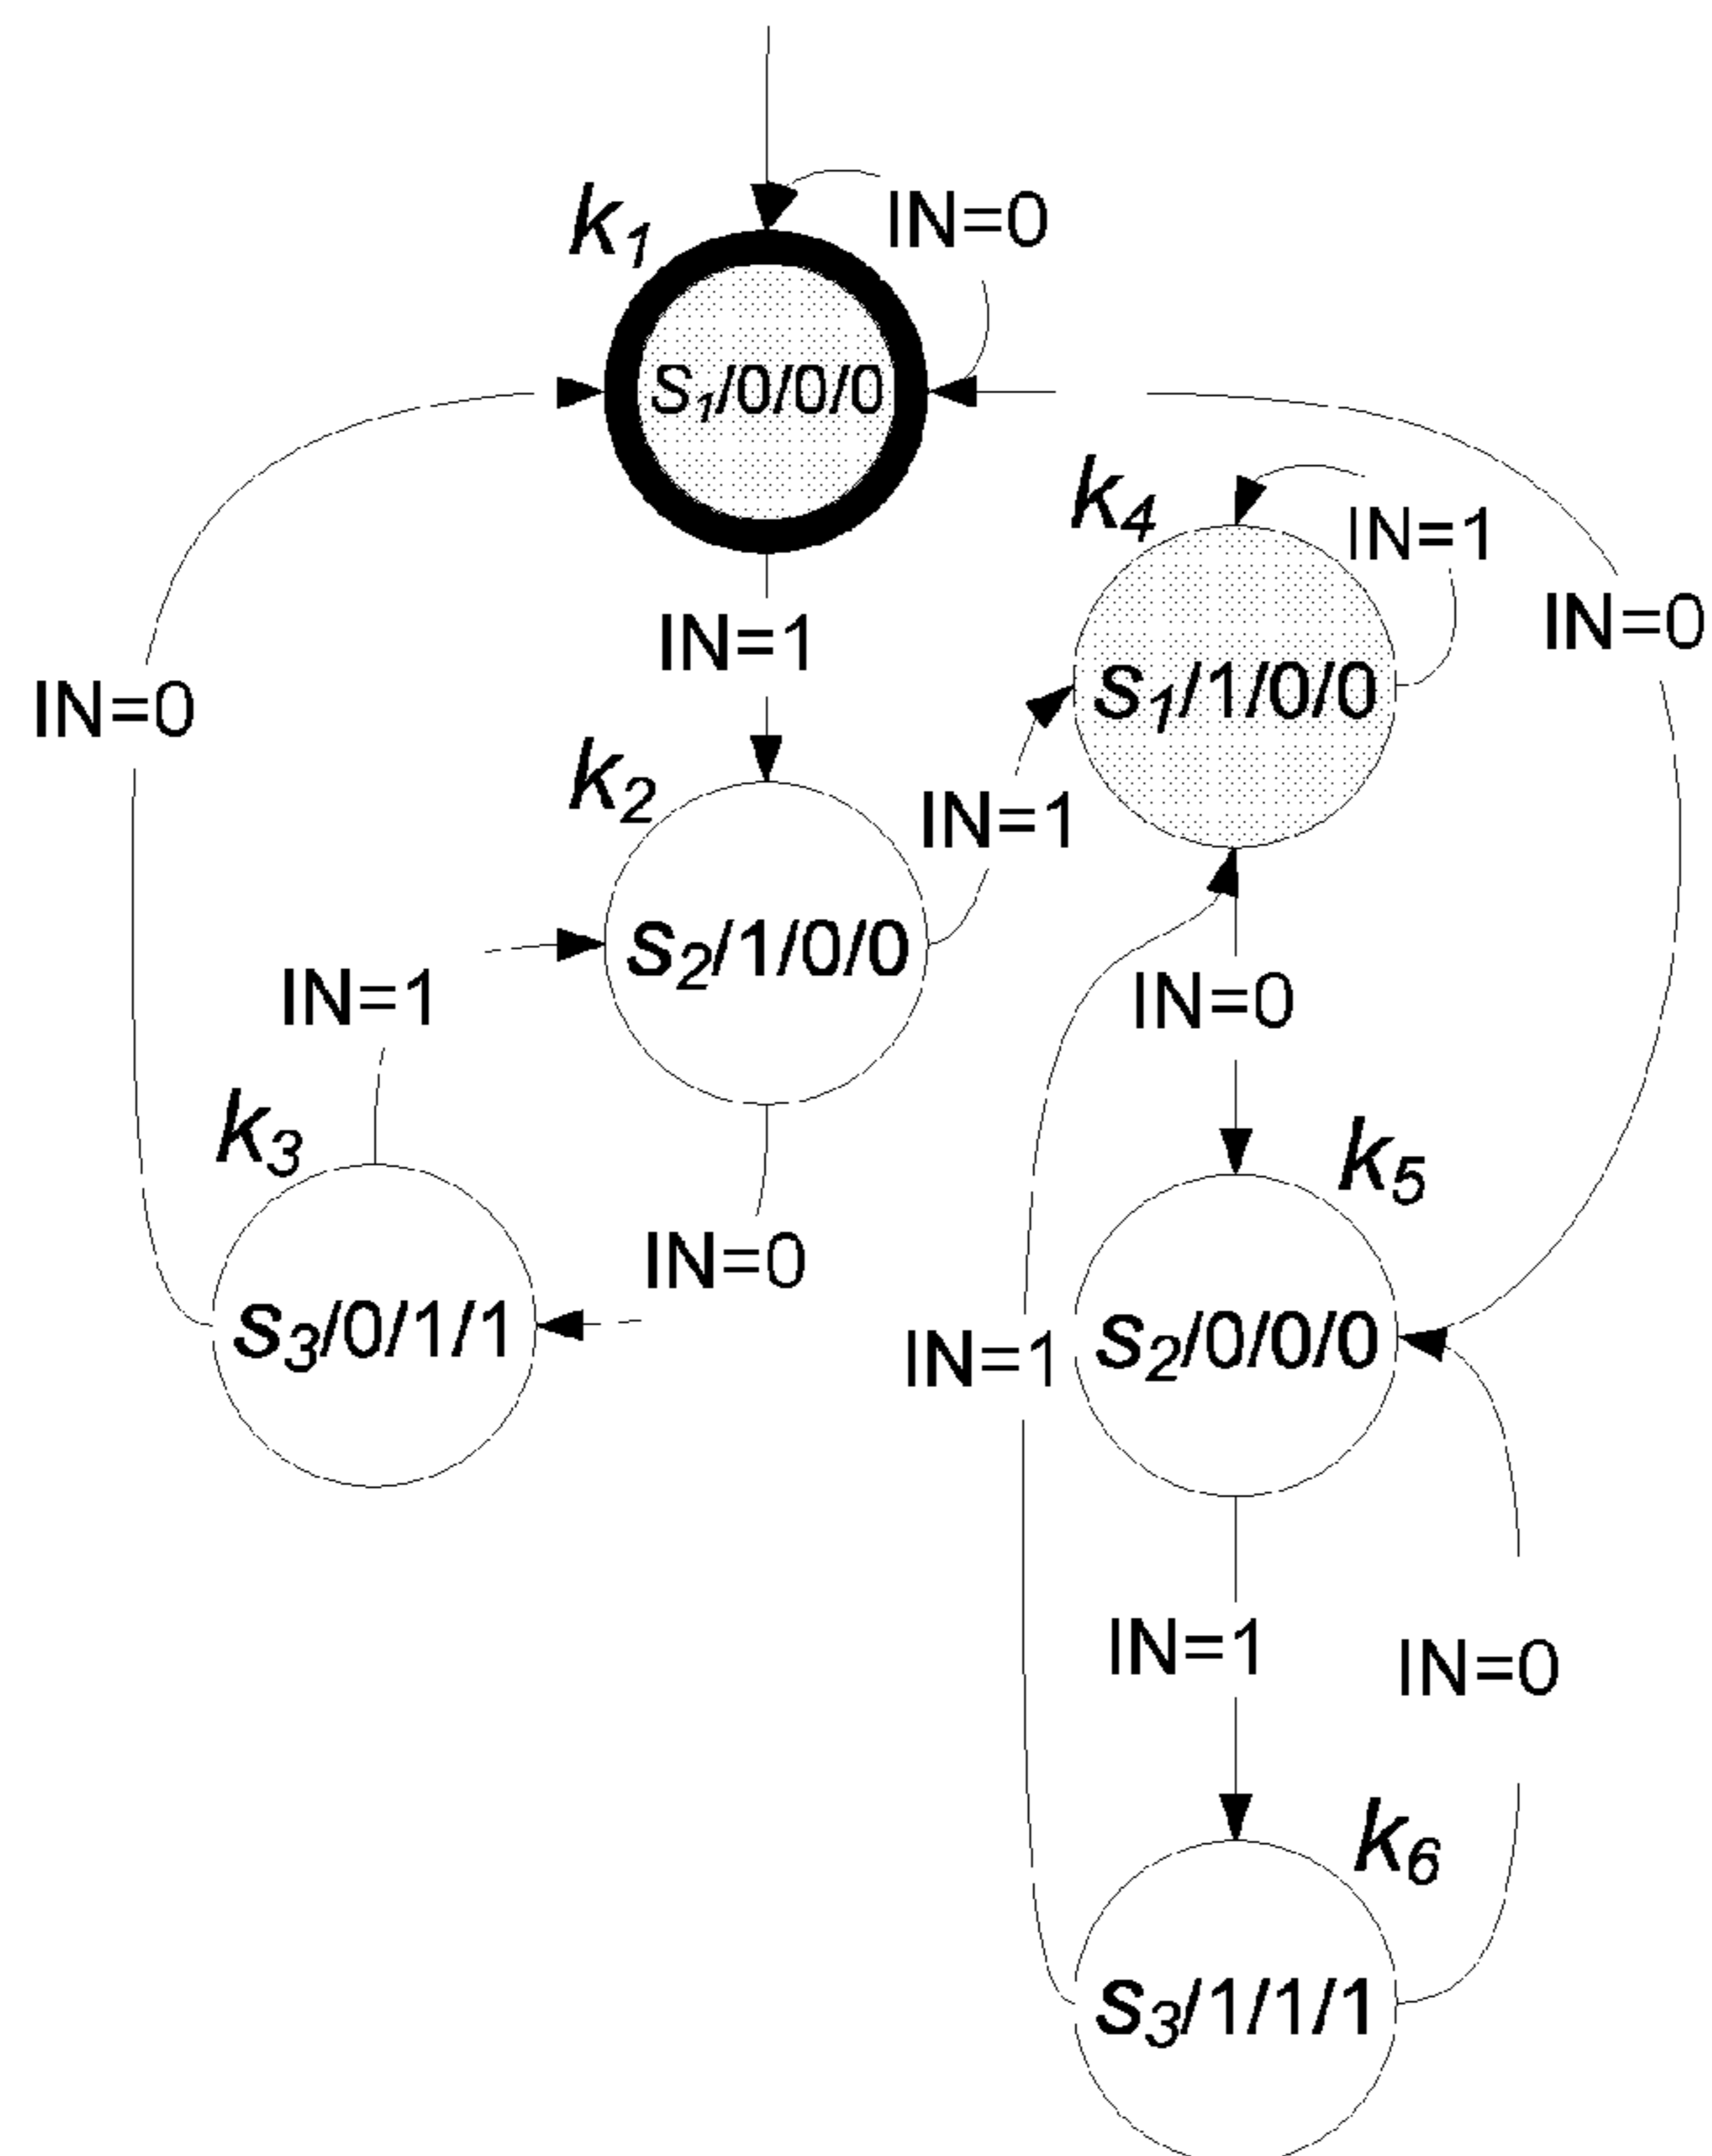 k1
IN=0
s1/0/0/0
k4
IN=1
IN=0
IN=1
s1/1/0/0
IN=0
k2
IN=1
s2/1/0/0
IN=1
IN=0
k3
k5
IN=0
s3/0/1/1
IN=1
s2/0/0/0
IN=1
IN=0
k6
s3/1/1/1